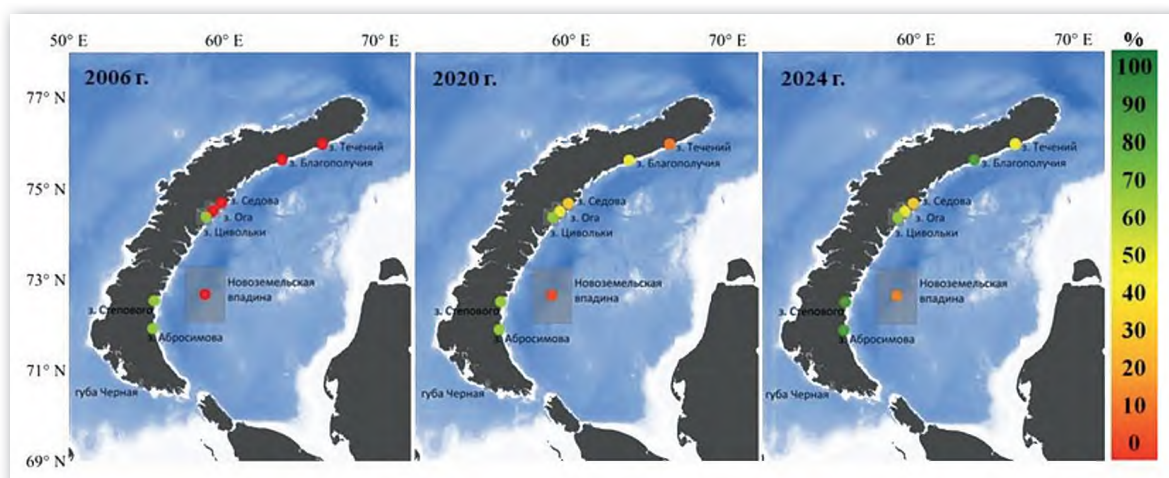 50° E 60° E 70° E 60° E 70° E 60° E 70° E %
2006 г. 2020 г. 2024 г.
77° N
75° N
73° N
71° N
69° N
з. Течений
з. Благополучия
з. Седова
з. Ога
з. Цивольки
Новоземельская
впадина
з. Степового
з. Абросимова
губа Черная
з. Течений
з. Благополучия
з. Седова
з. Ога
з. Цивольки
Новоземельская
впадина
з. Степового
з. Абросимова
губа Черная
з. Течений
з. Благополучия
з. Седова
з. Ога
з. Цивольки
Новоземельская
впадина
з. Степового
з. Абросимова
губа Черная
100
90
80
70
60
50
40
30
20
10
0